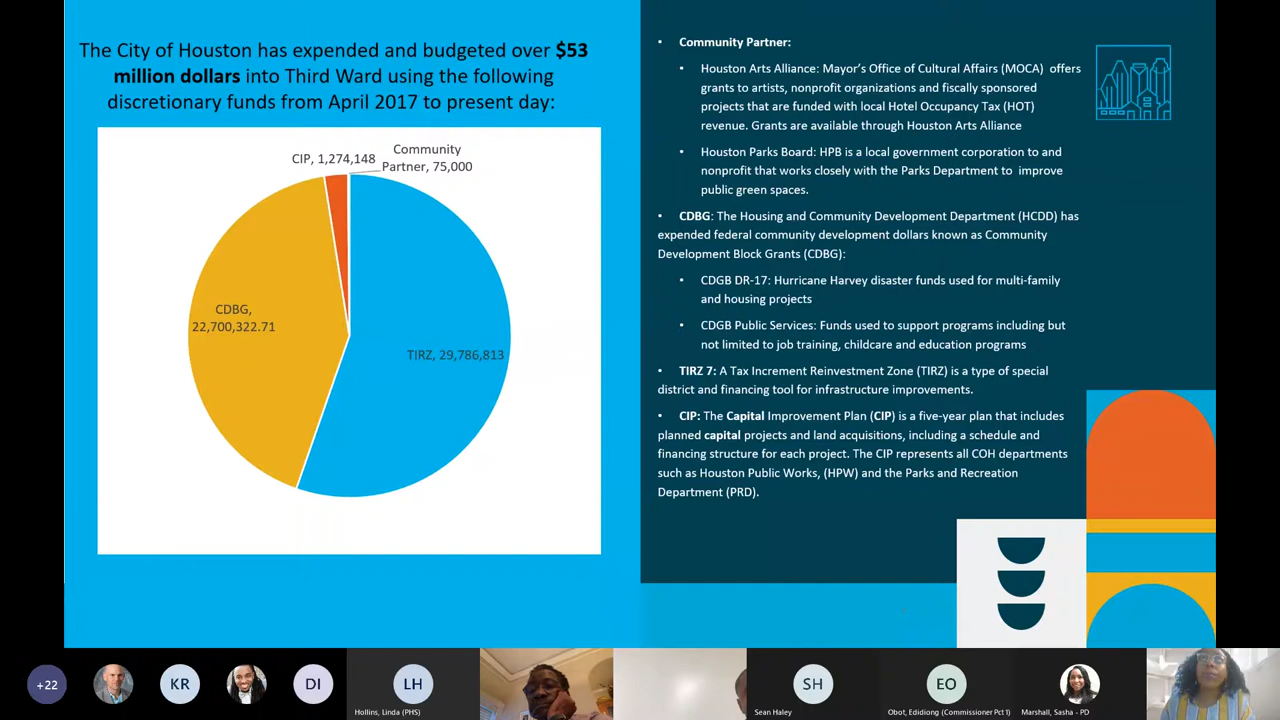 The City of Houston has expended and budgeted over $53
million dollars into Third Ward using the following
discretionary funds from April 2017 to present day:
CIP, 1,274,148
Community
Partner, 75,000
CDBG,
22,700,322.71
TIRZ, 29,786,813
• Community Partner:
• Houston Arts Alliance: Mayor's Office of Cultural Affairs (MOCA) offers
grants to artists, nonprofit organizations and fiscally sponsored
projects that are funded with local Hotel Occupancy Tax (HOT)
revenue. Grants are available through Houston Arts Alliance
• Houston Parks Board: HPB is a local government corporation to and
nonprofit that works closely with the Parks Department to improve
public green spaces.
• CDBG: The Housing and Community Development Department (HCDD) has
expended federal community development dollars known as Community
Development Block Grants (CDBG):
• CDGB DR-17: Hurricane Harvey disaster funds used for multi-family
and housing projects
• CDGB Public Services: Funds used to support programs including but
not limited to job training, childcare and education programs
• TIRZ 7: A Tax Increment Reinvestment Zone (TIRZ) is a type of special
district and financing tool for infrastructure improvements.
• CIP: The Capital Improvement Plan (CIP) is a five-year plan that includes
planned capital projects and land acquisitions, including a schedule and
financing structure for each project. The CIP represents all COH departments
such as Houston Public Works, (HPW) and the Parks and Recreation
Department (PRD).
+22
KR
DI
LH
Hollins, Linda (PHS)
SH
Sean Haley
EO
Obot, Edidiong (Commissioner Pct 1)
Marshall, Sasha - PD